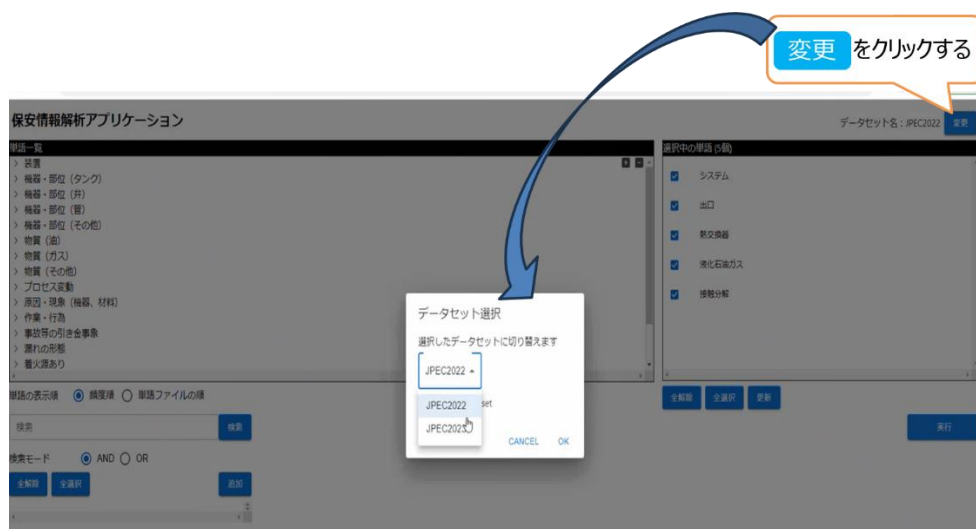 変更 をクリックする
保安情報解析アプリケーション
データセット名：JPEC2022 変更
単語一覧
> 装置
> 機器・部位（タンク）
> 機器・部位（弁）
> 機器・部位（管）
> 機器・部位（その他）
> 物質（油）
> 物質（ガス）
> 物質（その他）
> プロセス変動
> 原因・現象（機器、材料）
> 作業・行為
> 事故等の引き金事象
> 漏れの形態
> 着火源あり
単語の表示順 頻度順 単語ファイルの順
検索 検索
検索モード AND OR
全解除 全選択 追加
データセット選択
選択したデータセットに切り替えます
JPEC2022
JPEC2022 set
JPEC2023
CANCEL OK
選択中の単語 (5個)
システム
出口
熱交換器
液化石油ガス
接触分解
全解除 全選択 更新
実行